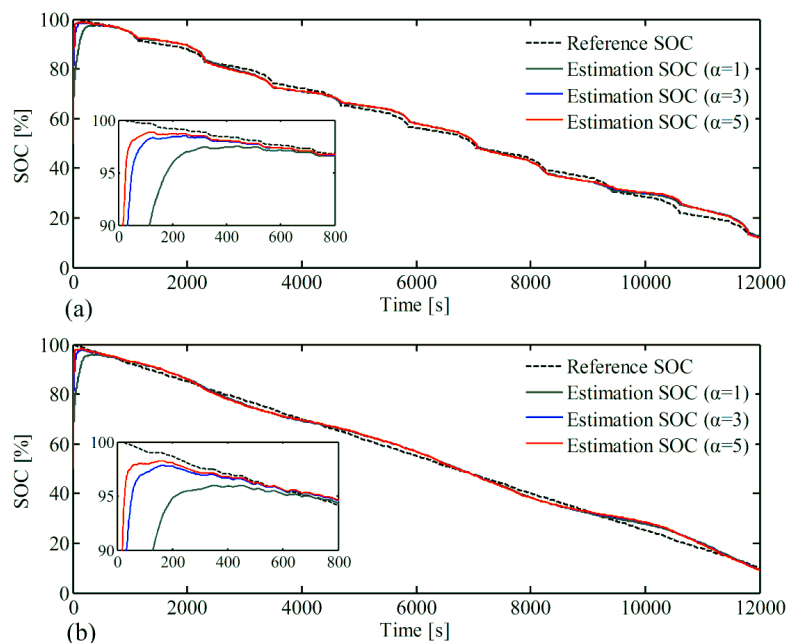 100
80
60
40
20
0
SOC [%]
Reference SOC
Estimation SOC (α=1)
Estimation SOC (α=3)
Estimation SOC (α=5)
100
95
90
0 200 400 600 800
0 2000 4000 6000 8000 10000 12000
(a)
Time [s]
100
80
60
40
20
0
SOC [%]
Reference SOC
Estimation SOC (α=1)
Estimation SOC (α=3)
Estimation SOC (α=5)
100
95
90
0 200 400 600 800
0 2000 4000 6000 8000 10000 12000
(b)
Time [s]